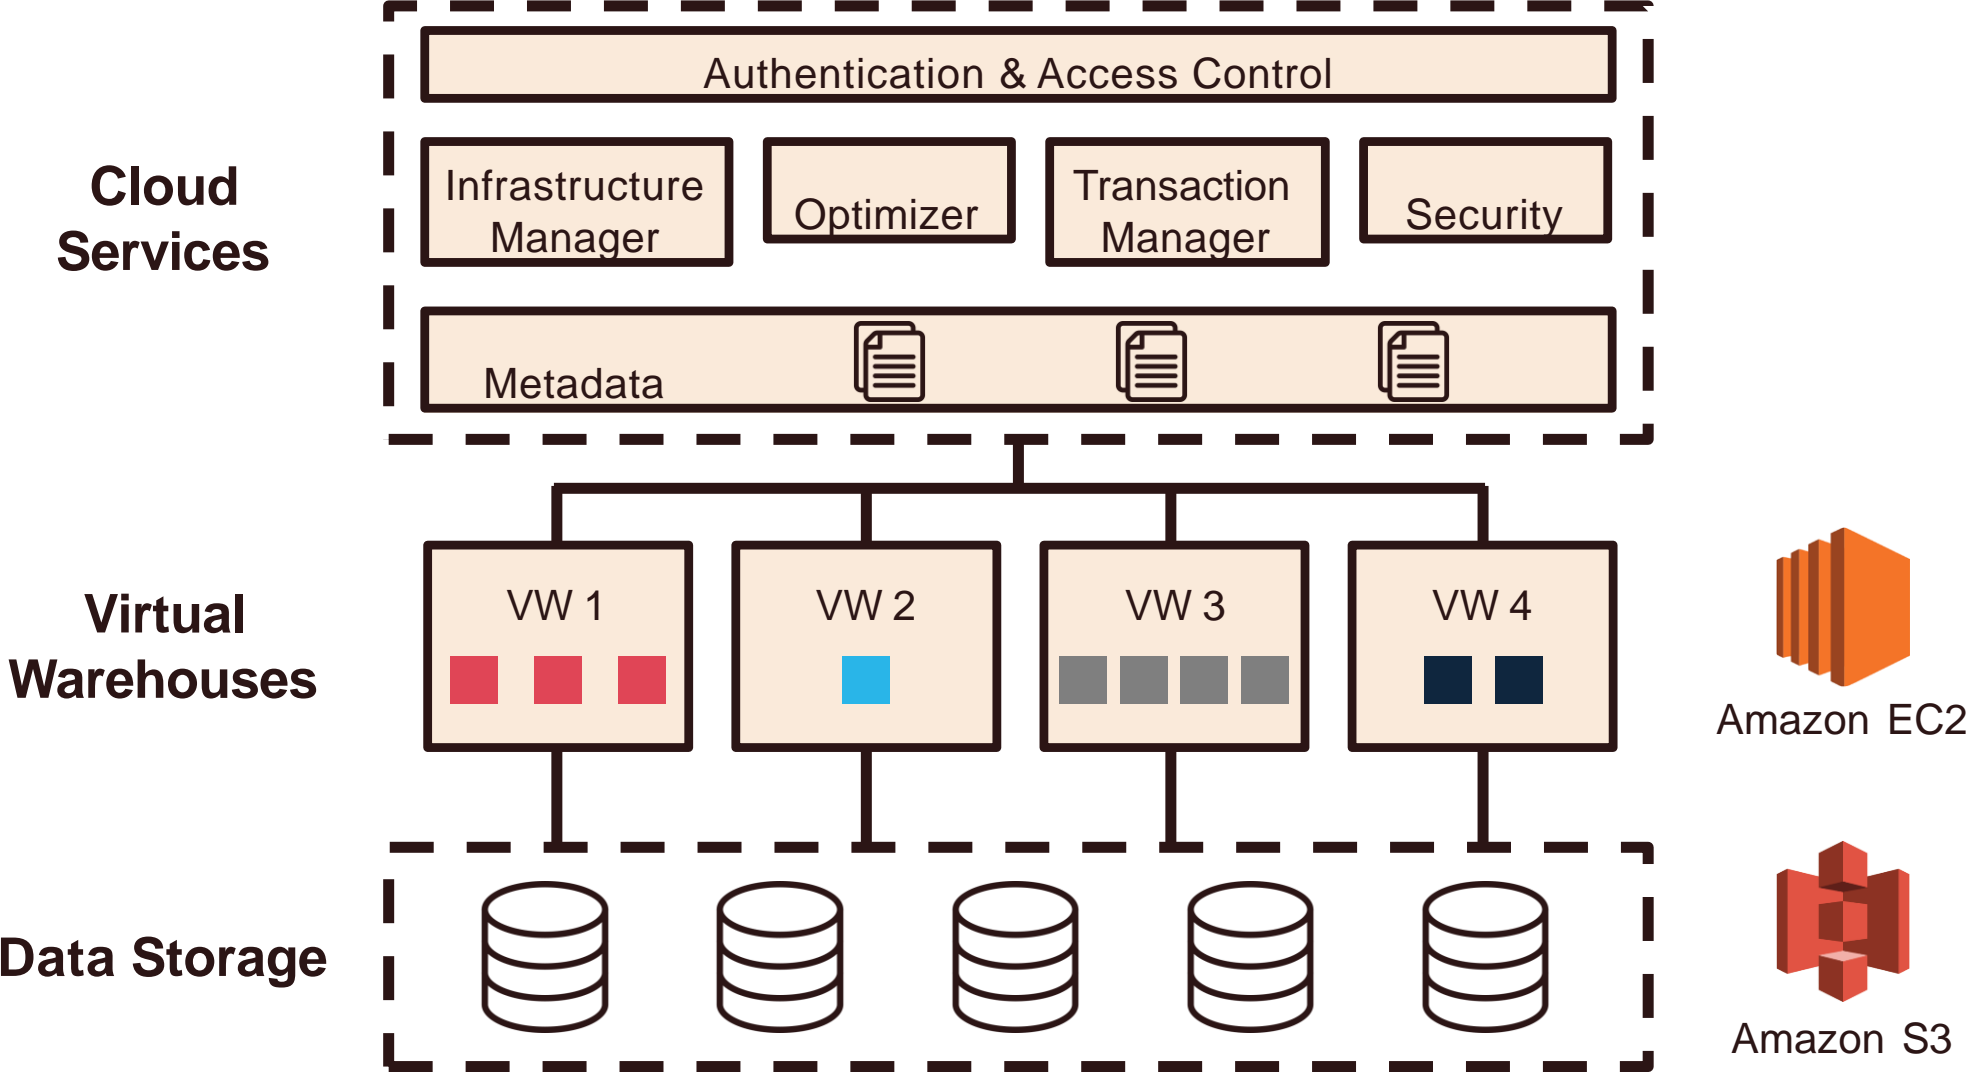 Authentication & Access Control
Cloud
Services
Infrastructure
Manager
Optimizer
Transaction
Manager
Security
Metadata
Virtual
Warehouses
VW 1
VW 2
VW 3
VW 4
Amazon EC2
Data Storage
Amazon S3